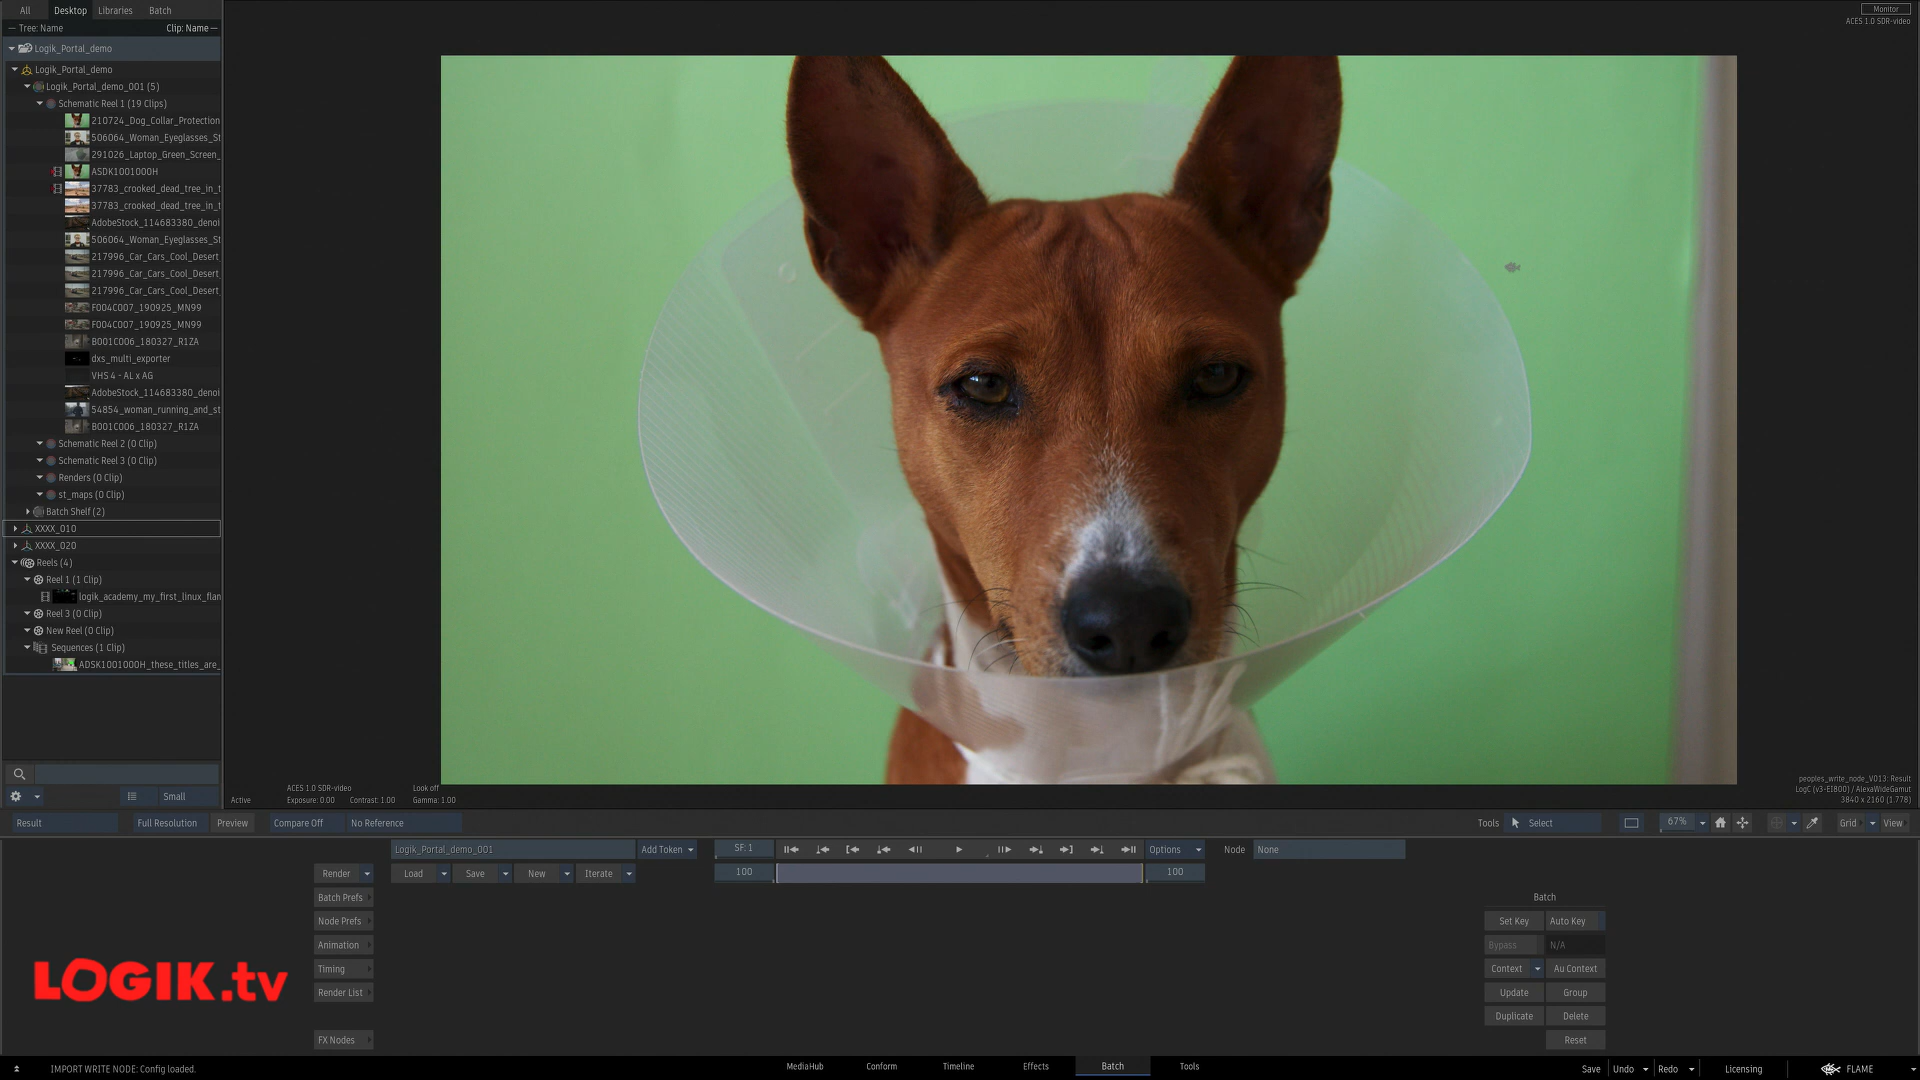 All Desktop Libraries Batch
Tree: Name Clip: Name
Logik_Portal_demo
Logik_Portal_demo
Logik_Portal_demo_001 (5)
Schematic Reel 1 (19 Clips)
210724_Dog_Collar_Protection
506064_Woman_Eyeglasses_St
291026_Laptop_Green_Screen_
ASDK1001000H
37783_crooked_dead_tree_in_t
37783_crooked_dead_tree_in_t
AdobeStock_114683380_denoi
506064_Woman_Eyeglasses_St
217996_Car_Cars_Cool_Desert_
217996_Car_Cars_Cool_Desert_
217996_Car_Cars_Cool_Desert_
F004C007_190925_MN99
F004C007_190925_MN99
B001C006_180327_R1ZA
dxs_multi_exporter
VHS 4 - AL x AG
AdobeStock_114683380_denoi
54854_woman_running_and_st
B001C006_180327_R1ZA
Schematic Reel 2 (0 Clip)
Schematic Reel 3 (0 Clip)
Renders (0 Clip)
st_maps (0 Clip)
Batch Shelf (2)
XXXX_010
XXXX_020
Reels (4)
Reel 1 (1 Clip)
logik_academy_my_first_linux_flan
Reel 3 (0 Clip)
New Reel (0 Clip)
Sequences (1 Clip)
ADSK1001000H_these_titles_are_
Small
Monitor
ACES 1.0 SDR-video
Active
ACES 1.0 SDR-video Look off
Exposure: 0.00 Contrast: 1.00 Gamma: 1.00
peoples_write_node_V013: Result
LogC (v3-EI800) / AlexaWideGamut
3840 x 2160 (1.778)
Result Full Resolution Preview Compare Off No Reference Tools Select 67% Grid View
Logik_Portal_demo_001 Add Token SF: 1 Options Node None
Render Load Save New Iterate 100 100
Batch Prefs
Node Prefs
Animation
Timing
Render List
FX Nodes
Batch
Set Key Auto Key
Bypass N/A
Context Au Context
Update Group
Duplicate Delete
Reset
LOGIK.tv
IMPORT WRITE NODE: Config loaded. MediaHub Conform Timeline Effects Batch Tools Save Undo Redo Licensing FLAME